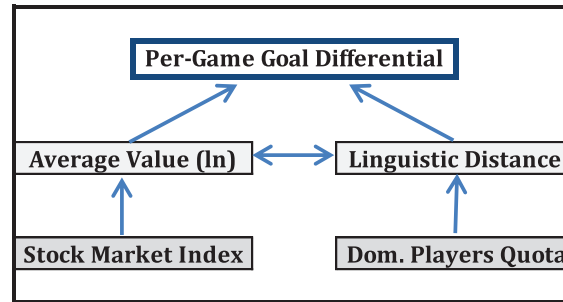 Per-Game Goal Differential
Average Value (ln)
Linguistic Distance
Stock Market Index
Dom. Players Quota